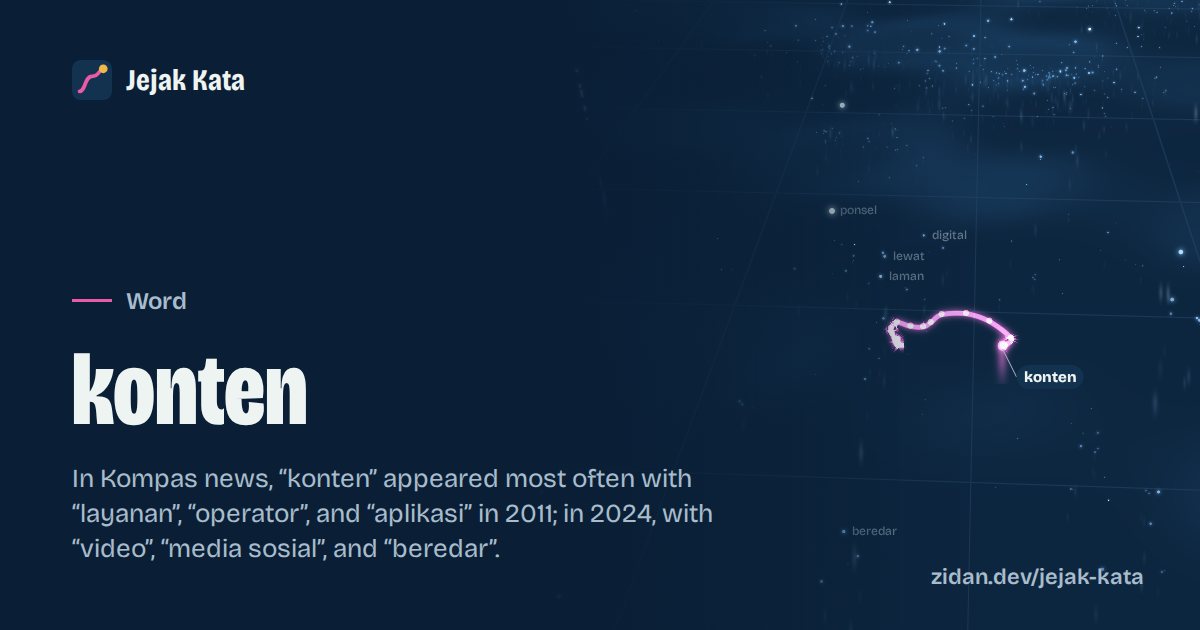 Jejak Kata
ponsel
digital
lewat
laman
Word
konten
konten
In Kompas news, “konten” appeared most often with
“layanan”, “operator”, and “aplikasi” in 2011; in 2024, with
“video”, “media sosial”, and “beredar”.
beredar
zidan.dev/jejak-kata